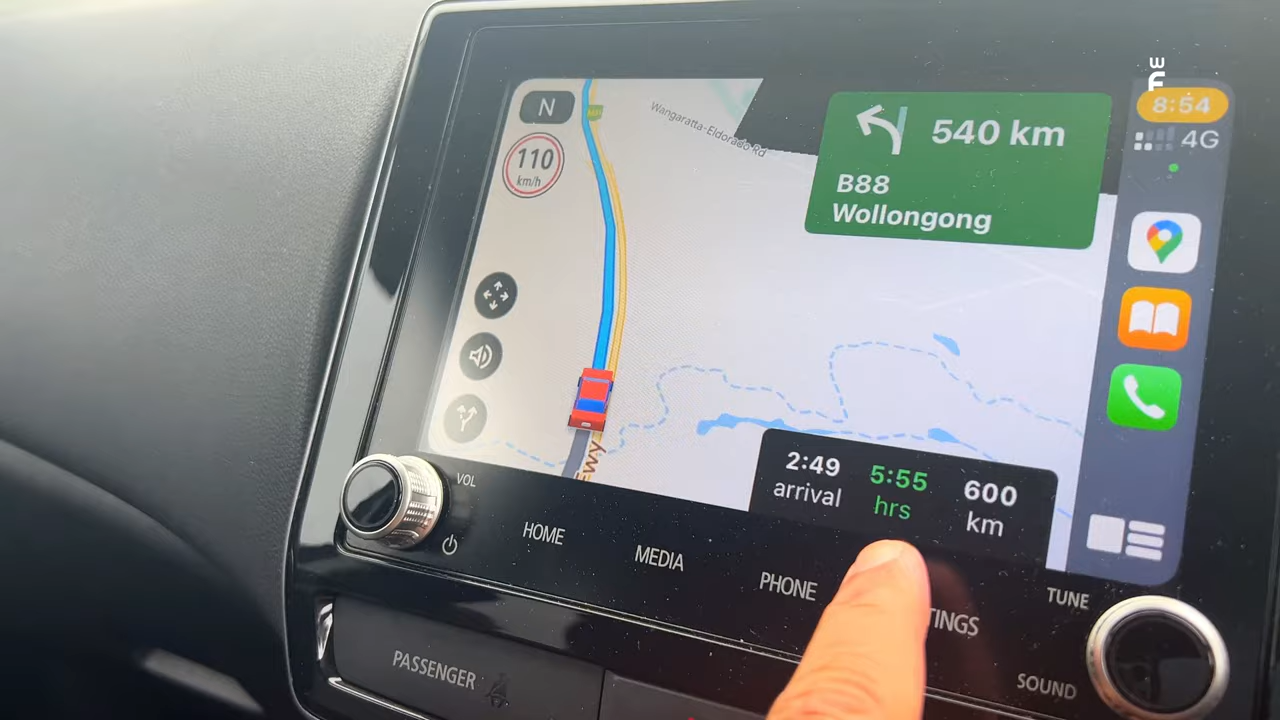 W
F
8:54
4G
N
110
km/h
Wangaratta-Eldorado Rd
540 km
B88
Wollongong
2:49
arrival
5:55
hrs
600
km
VOL
HOME
MEDIA
PHONE
TINGS
TUNE
SOUND
PASSENGER